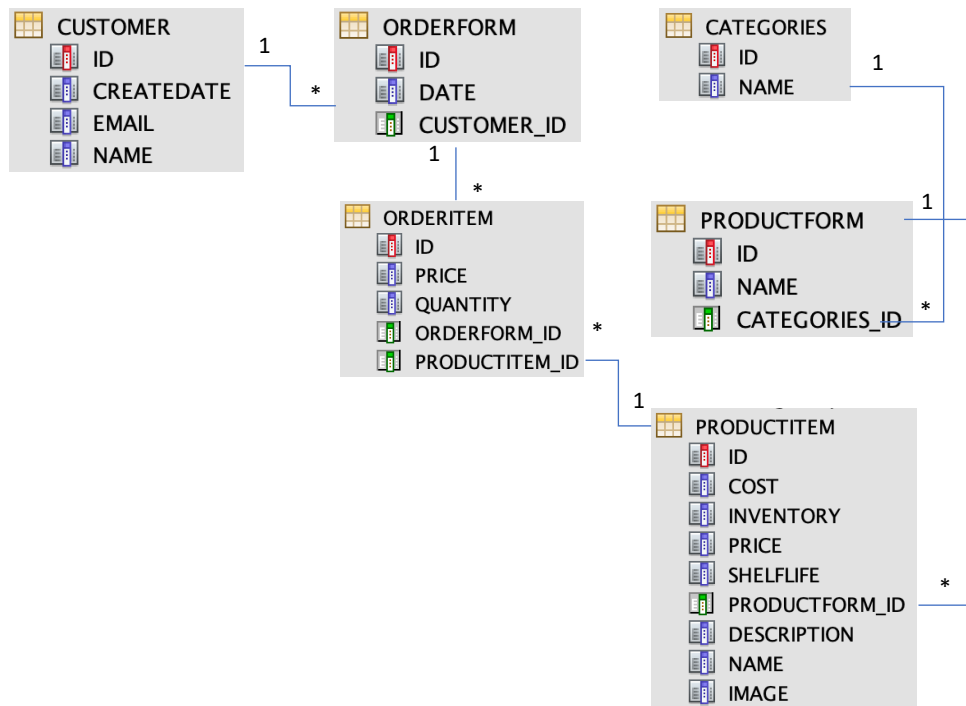 CUSTOMER
ID
CREATEDATE
EMAIL
NAME
1
*
ORDERFORM
ID
DATE
CUSTOMER_ID
1
*
ORDERITEM
ID
PRICE
QUANTITY
ORDERFORM_ID
PRODUCTITEM_ID
*
1
CATEGORIES
ID
NAME
1
*
PRODUCTFORM
ID
NAME
CATEGORIES_ID
1
*
PRODUCTITEM
ID
COST
INVENTORY
PRICE
SHELFLIFE
PRODUCTFORM_ID
DESCRIPTION
NAME
IMAGE